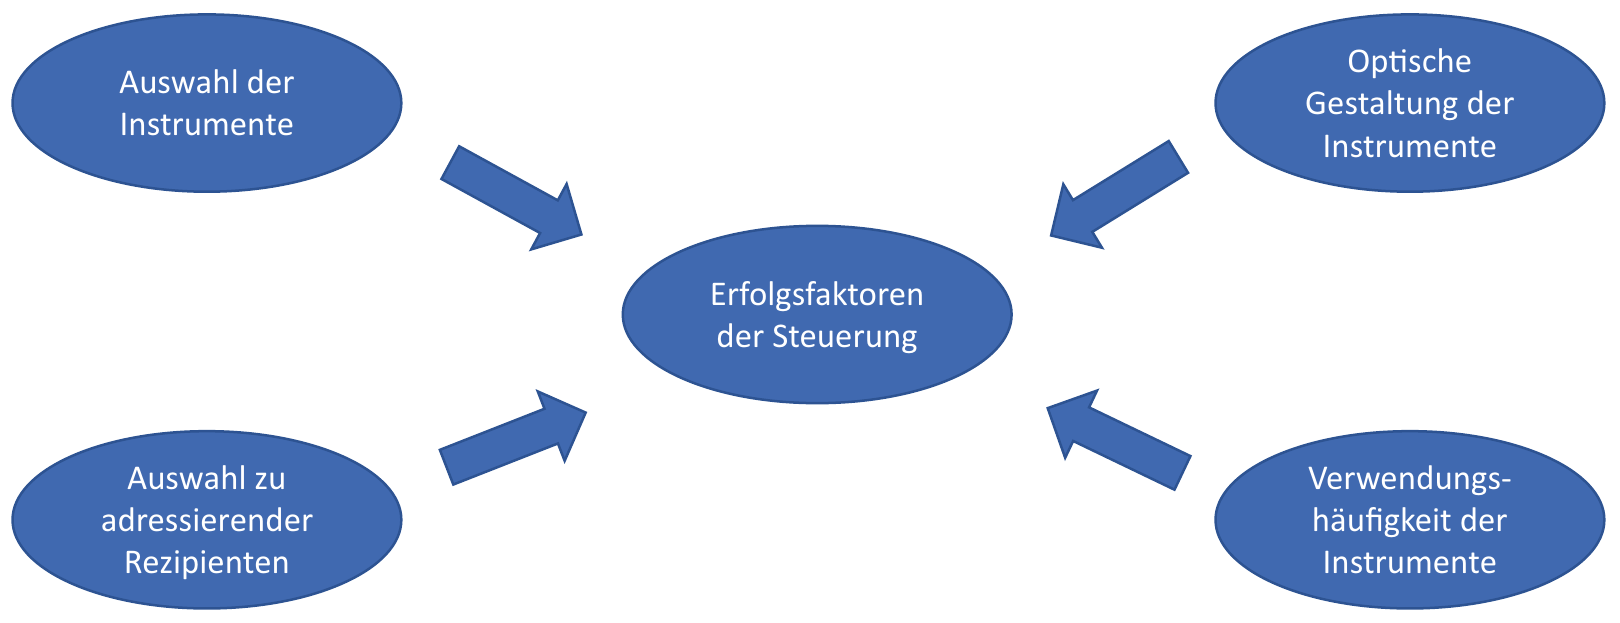 Auswahl der
Instrumente
Optische
Gestaltung der
Instrumente
Erfolgsfaktoren
der Steuerung
Auswahl zu
adressierender
Rezipienten
Verwendungs-
häufigkeit der
Instrumente